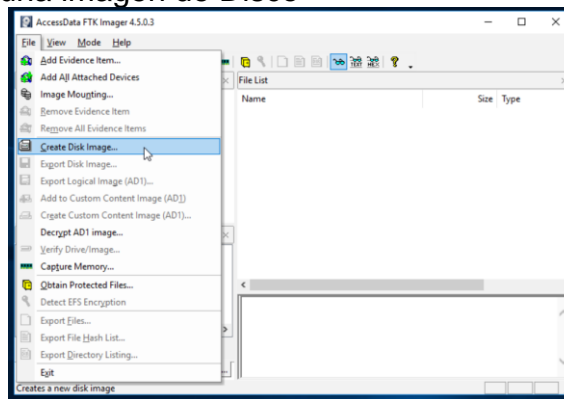 una imagen de Disco
AccessData FTK Imager 4.5.0.3
File View Mode Help
Add Evidence Item...
Add All Attached Devices
Image Mounting...
Remove Evidence Item
Remove All Evidence Items
Create Disk Image...
Export Disk Image...
Export Logical Image (AD1)...
Add to Custom Content Image (AD1)
Create Custom Content Image (AD1)...
Decrypt AD1 image...
Verify Drive/Image...
Capture Memory...
Obtain Protected Files...
Detect EFS Encryption
Export Files...
Export File Hash List...
Export Directory Listing...
Exit
File List
Name Size Type
Creates a new disk image